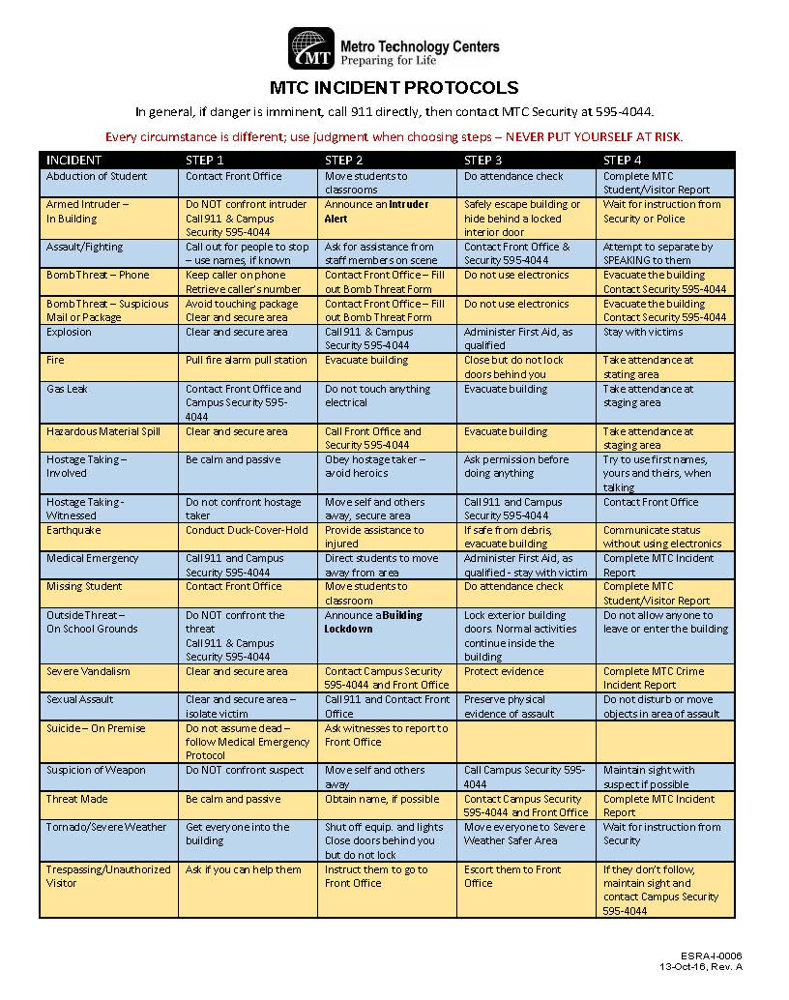 MT
Metro Technology Centers
Preparing for Life
MTC INCIDENT PROTOCOLS
In general, if danger is imminent, call 911 directly, then contact MTC Security at 595-4044.
Every circumstance is different; use judgment when choosing steps – NEVER PUT YOURSELF AT RISK.
INCIDENT
STEP 1
STEP 2
STEP 3
STEP 4
Abduction of Student
Contact Front Office
Move students to
classrooms
Do attendance check
Complete MTC
Student/Visitor Report
Armed Intruder –
In Building
Do NOT confront intruder
Call 911 & Campus
Security 595-4044
Announce an Intruder
Alert
Safely escape building or
hide behind a locked
interior door
Wait for instruction from
Security or Police
Assault/Fighting
Call out for people to stop
– use names, if known
Ask for assistance from
staff members on scene
Contact Front Office &
Security 595-4044
Attempt to separate by
SPEAKING to them
Bomb Threat – Phone
Keep caller on phone
Retrieve caller's number
Contact Front Office – Fill
out Bomb Threat Form
Do not use electronics
Evacuate the building
Contact Security 595-4044
Bomb Threat – Suspicious
Mail or Package
Avoid touching package
Clear and secure area
Contact Front Office – Fill
out Bomb Threat Form
Do not use electronics
Evacuate the building
Contact Security 595-4044
Explosion
Clear and secure area
Call 911 & Campus
Security 595-4044
Administer First Aid, as
qualified
Stay with victims
Fire
Pull fire alarm pull station
Evacuate building
Close but do not lock
doors behind you
Take attendance at
stating area
Gas Leak
Contact Front Office and
Campus Security 595-
4044
Do not touch anything
electrical
Evacuate building
Take attendance at
staging area
Hazardous Material Spill
Clear and secure area
Call Front Office and
Security 595-4044
Evacuate building
Take attendance at
staging area
Hostage Taking –
Involved
Be calm and passive
Obey hostage taker –
avoid heroics
Ask permission before
doing anything
Try to use first names,
yours and theirs, when
talking
Hostage Taking -
Witnessed
Do not confront hostage
taker
Move self and others
away, secure area
Call 911 and Campus
Security 595-4044
Contact Front Office
Earthquake
Conduct Duck-Cover-Hold
Provide assistance to
injured
If safe from debris,
evacuate building
Communicate status
without using electronics
Medical Emergency
Call 911 and Campus
Security 595-4044
Direct students to move
away from area
Administer First Aid, as
qualified - stay with victim
Complete MTC Incident
Report
Missing Student
Contact Front Office
Move students to
classroom
Do attendance check
Complete MTC
Student/Visitor Report
Outside Threat –
On School Grounds
Do NOT confront the
threat
Call 911 & Campus
Security 595-4044
Announce a Building
Lockdown
Lock exterior building
doors. Normal activities
continue inside the
building
Do not allow anyone to
leave or enter the building
Severe Vandalism
Clear and secure area
Contact Campus Security
595-4044 and Front Office
Protect evidence
Complete MTC Crime
Incident Report
Sexual Assault
Clear and secure area –
isolate victim
Call 911 and Contact Front
Office
Preserve physical
evidence of assault
Do not disturb or move
objects in area of assault
Suicide – On Premise
Do not assume dead –
follow Medical Emergency
Protocol
Ask witnesses to report to
Front Office
Suspicion of Weapon
Do NOT confront suspect
Move self and others
away
Call Campus Security 595-
4044
Maintain sight with
suspect if possible
Threat Made
Be calm and passive
Obtain name, if possible
Contact Campus Security
595-4044 and Front Office
Complete MTC Incident
Report
Tornado/Severe Weather
Get everyone into the
building
Shut off equip. and lights
Close doors behind you
but do not lock
Move everyone to Severe
Weather Safer Area
Wait for instruction from
Security
Trespassing/Unauthorized
Visitor
Ask if you can help them
Instruct them to go to
Front Office
Escort them to Front
Office
If they don't follow,
maintain sight and
contact Campus Security
595-4044
ESRA-I-0006
13-Oct-16, Rev. A